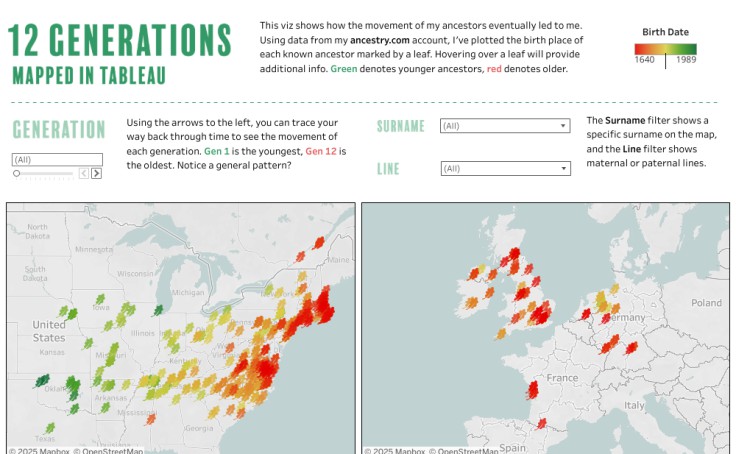 12 GENERATIONS
MAPPED IN TABLEAU
This viz shows how the movement of my ancestors eventually led to me.
Using data from my ancestry.com account, I've plotted the birth place of
each known ancestor marked by a leaf. Hovering over a leaf will provide
additional info. Green denotes younger ancestors, red denotes older.
Birth Date
1640 1989
GENERATION
(All)
Using the arrows to the left, you can trace your
way back through time to see the movement of
each generation. Gen 1 is the youngest, Gen 12 is
the oldest. Notice a general pattern?
SURNAME (All)
LINE (All)
The Surname filter shows a
specific surname on the map,
and the Line filter shows
maternal or paternal lines.
North
Dakota
Minnesota
Maine
South
Dakota
Wisconsin
Michigan
Iowa
United
States
Illinois
Kansas
Arkansas
Mississippi
Georgia
Texas
© 2025 Mapbox © OpenStreetMap
Poland
Germany
France
Italy
Spain
© 2025 Mapbox © OpenStreetMap